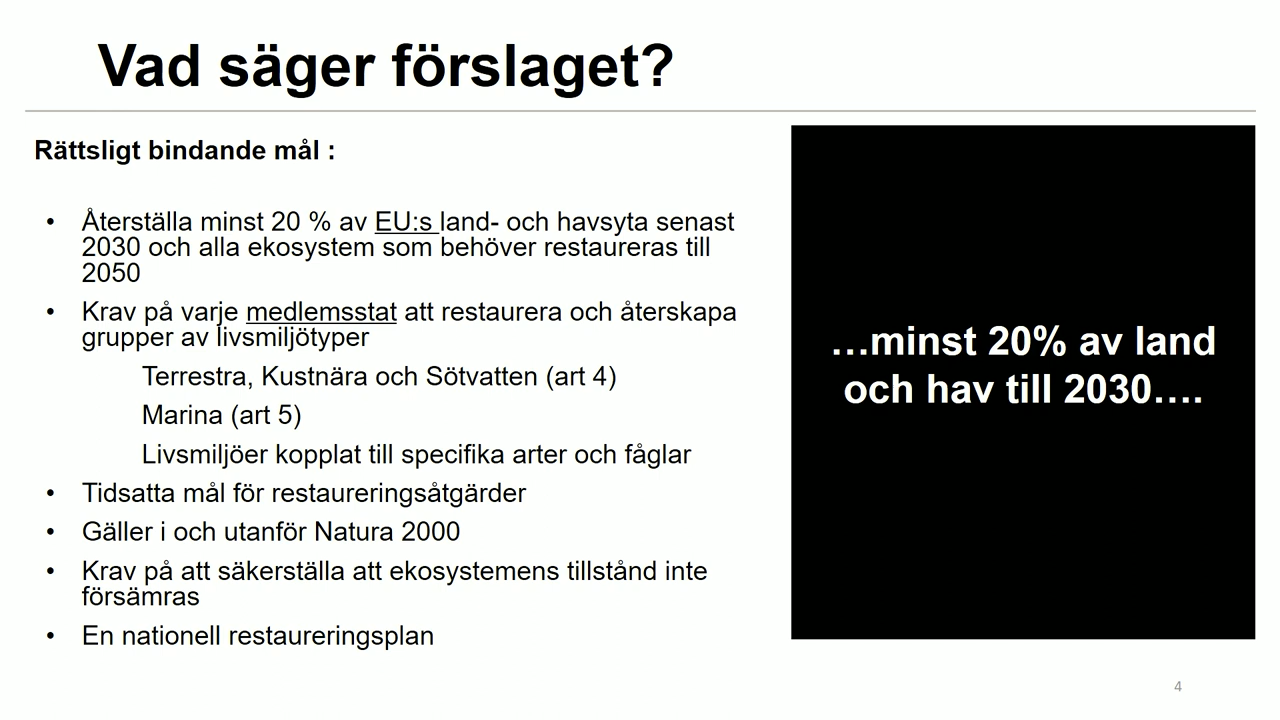 Vad säger förslaget?
Rättsligt bindande mål :
• Återställa minst 20 % av EU:s land- och havsyta senast
2030 och alla ekosystem som behöver restaureras till
2050
• Krav på varje medlemsstat att restaurera och återskapa
grupper av livsmiljötyper
Terrestra, Kustnära och Sötvatten (art 4)
Marina (art 5)
Livsmiljöer kopplat till specifika arter och fåglar
• Tidsatta mål för restaureringsåtgärder
• Gäller i och utanför Natura 2000
• Krav på att säkerställa att ekosystemens tillstånd inte
försämras
• En nationell restaureringsplan
…minst 20% av land
och hav till 2030….
4